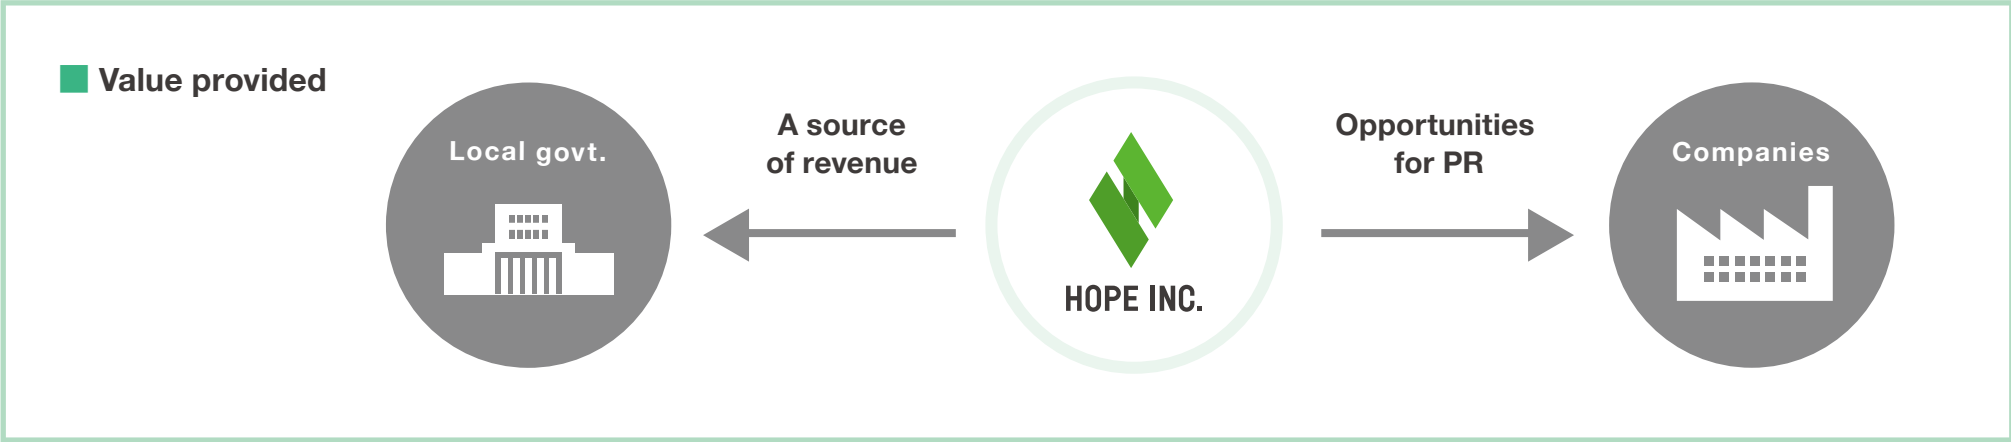 Value provided
Local govt.
A source
of revenue
HOPE INC.
Opportunities
for PR
Companies